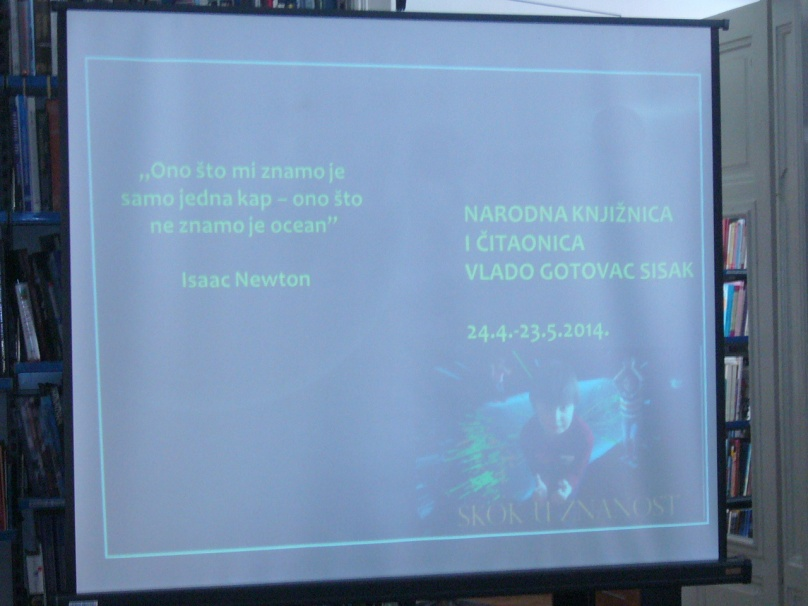 „Ono što mi znamo je
samo jedna kap – ono što
ne znamo je ocean”
Isaac Newton
NARODNA KNJIŽNICA
I ČITAONICA
VLADO GOTOVAC SISAK
24.4.-23.5.2014.
SKOK U ZNANOST